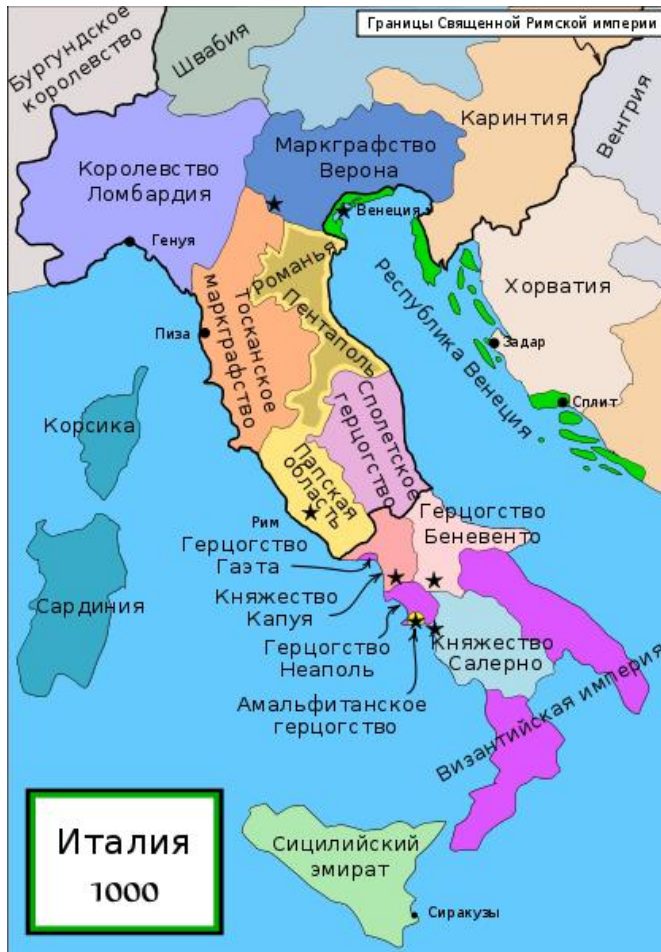 Границы Священной Римской империи
Бургундское
королевство
Швабия
Венгрия
Каринтия
Маркграфство
Верона
Королевство
Ломбардия
Венеция
Генуя
Романья
Пентаполь
Хорватия
Республика Венеция
Тосканское
маркграфство
Пиза
Задар
Сплит
Корсика
Сполетское
герцогство
Папская
область
Рим
Герцогство
Беневенто
Герцогство
Гаэта
Княжество
Капуя
Сардиния
Герцогство
Неаполь
Княжество
Салерно
Амальфитанское
герцогство
Византийская империя
Италия
1000
Сицилийский
эмират
Сиракузы